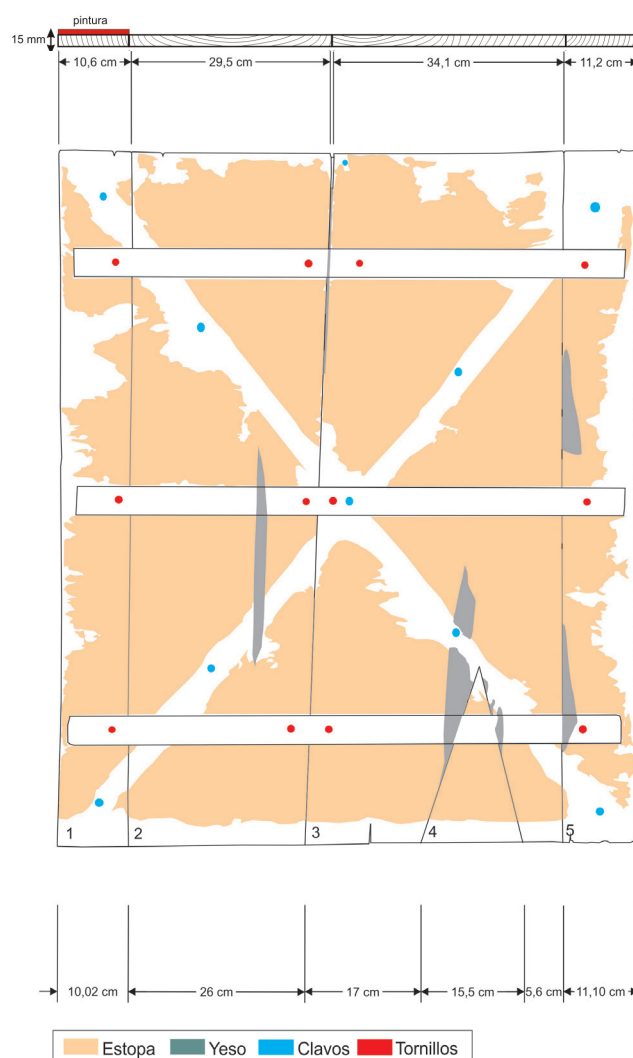 pintura
15 mm
10,6 cm 29,5 cm 34,1 cm 11,2 cm
1 2 3 4 5
10,02 cm 26 cm 17 cm 15,5 cm 5,6 cm 11,10 cm
Estopa Yeso Clavos Tornillos